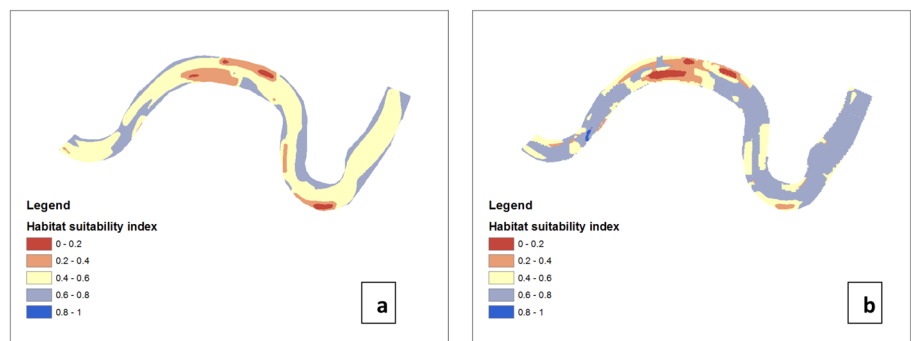 Legend
Habitat suitability index
0 - 0.2
0.2 - 0.4
0.4 - 0.6
0.6 - 0.8
0.8 - 1
a
Legend
Habitat suitability index
0 - 0.2
0.2 - 0.4
0.4 - 0.6
0.6 - 0.8
0.8 - 1
b